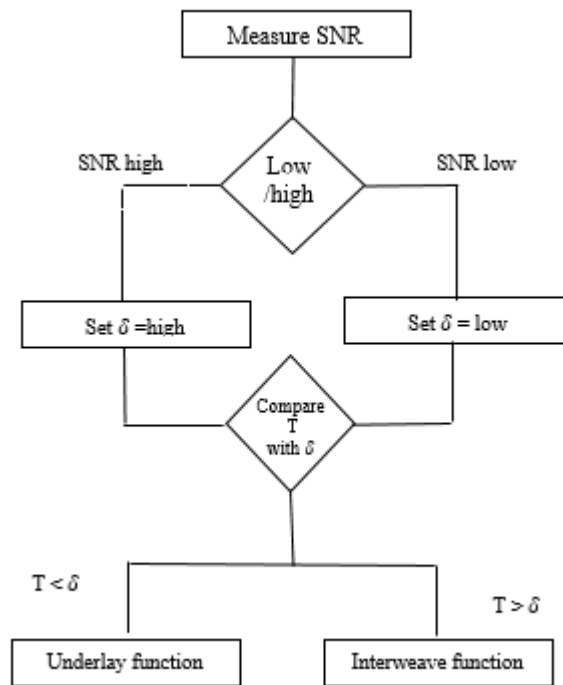 Measure SNR
SNR high
Low
/high
SNR low
Set δ =high
Set δ = low
Compare
T
with δ
T < δ
T > δ
Underlay function
Interweave function